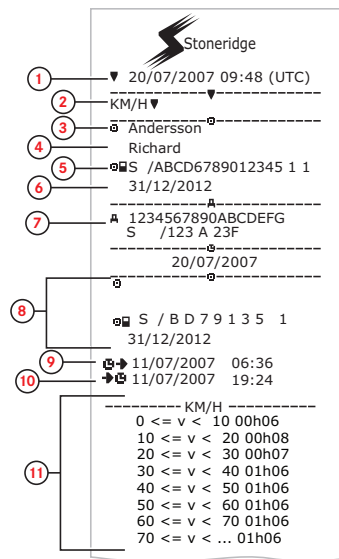 Stoneridge
1 20/07/2007 09:48 (UTC)
2 KM/H
3 Andersson
4 Richard
5 S /ABCD6789012345 1 1
6 31/12/2012
7 1234567890ABCDEFG
S /123 A 23F
20/07/2007
8
S / B D 7 9 1 3 5 1
31/12/2012
9 11/07/2007 06:36
10 11/07/2007 19:24
KM/H
0 <= v < 10 00h06
10 <= v < 20 00h08
20 <= v < 30 00h07
30 <= v < 40 01h06
11 40 <= v < 50 01h06
50 <= v < 60 01h06
60 <= v < 70 01h06
70 <= v < ... 01h06